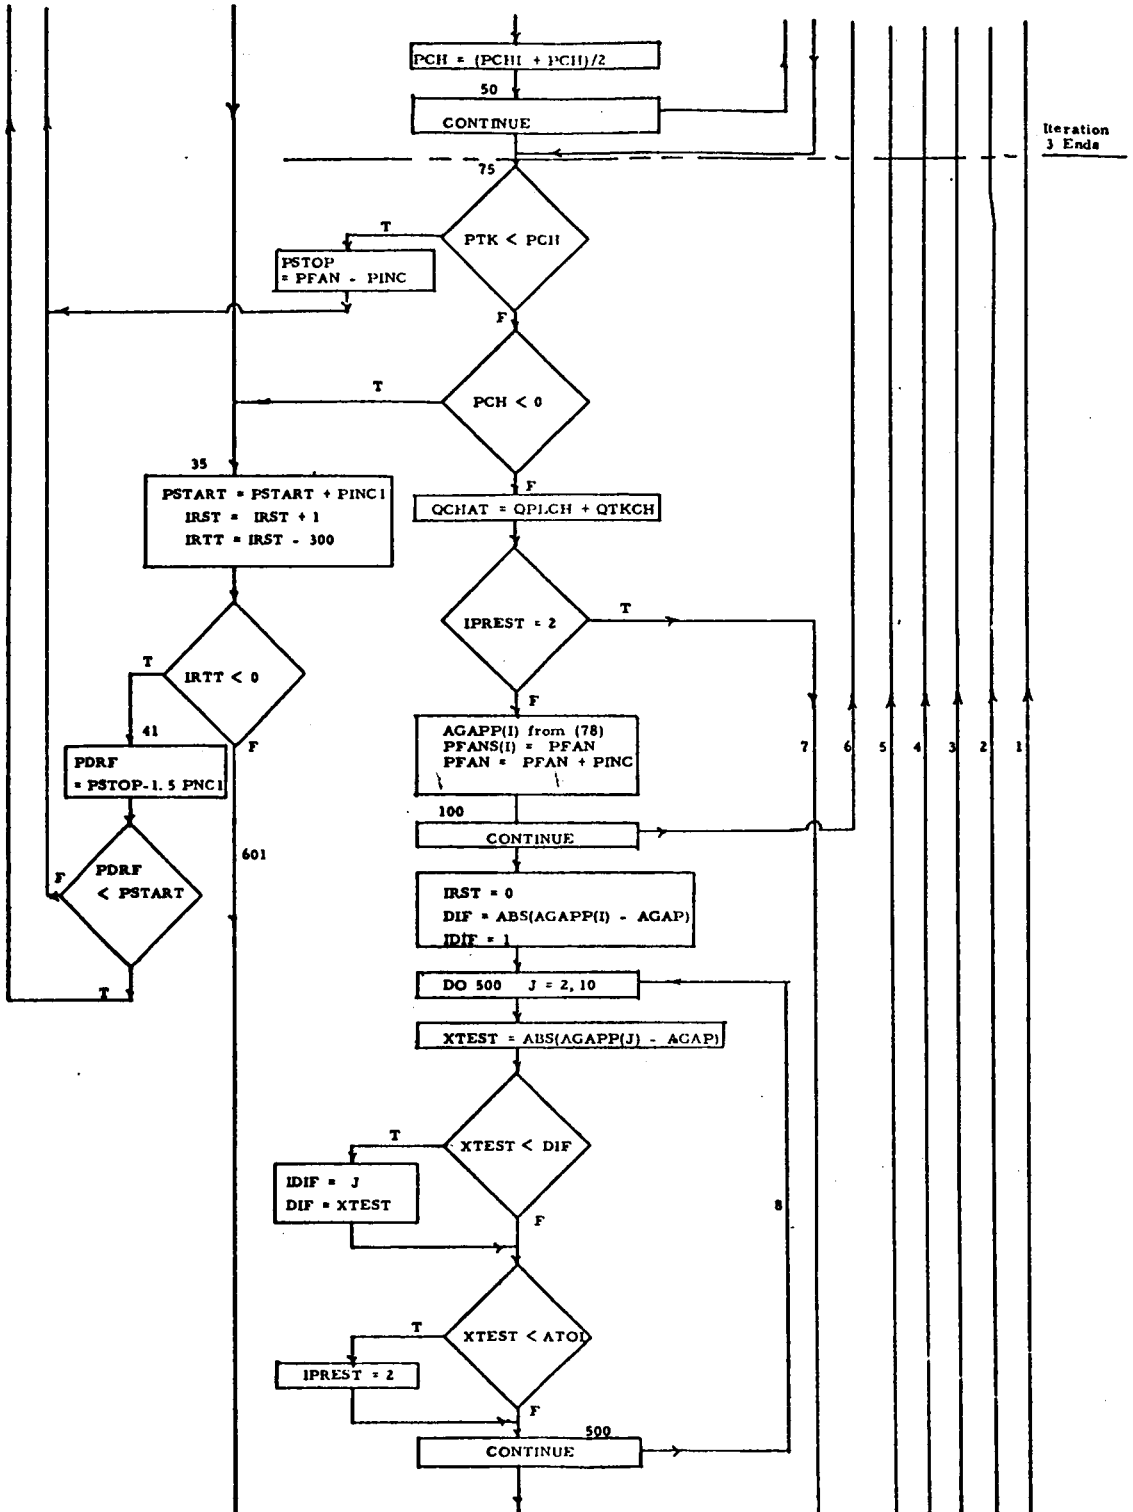 PCH = (PCHI + PCH)/2
50
CONTINUE
Iteration
3 Ends
75
PTK < PCH
T
PSTOP
= PFAN - PINC
F
PCH < 0
T
F
35
PSTART = PSTART + PINC1
IRST = IRST + 1
IRTT = IRST - 300
QCHAT = QPLCH + QTKCH
IPREST = 2
T
F
IRTT < 0
T
F
41
PDRF
= PSTOP-1.5 PNC1
AGAPP(I) from (78)
PFANS(I) = PFAN
PFAN = PFAN + PINC
7
6
5
4
3
2
1
100
CONTINUE
601
PDRF
< PSTART
F
T
IRST = 0
DIF = ABS(AGAPP(I) - AGAP)
IDIF = 1
DO 500 J = 2, 10
XTEST = ABS(AGAPP(J) - AGAP)
XTEST < DIF
T
IDIF = J
DIF = XTEST
F
8
XTEST < ATOL
T
IPREST = 2
F
500
CONTINUE